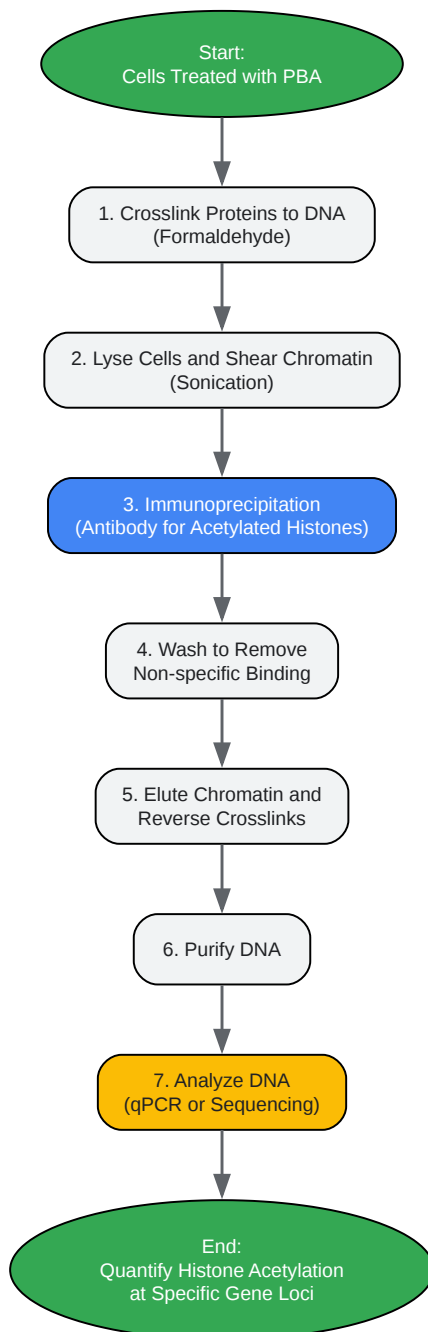 Start:
Cells Treated with PBA
1. Crosslink Proteins to DNA
(Formaldehyde)
2. Lyse Cells and Shear Chromatin
(Sonication)
3. Immunoprecipitation
(Antibody for Acetylated Histones)
4. Wash to Remove
Non-specific Binding
5. Elute Chromatin and
Reverse Crosslinks
6. Purify DNA
7. Analyze DNA
(qPCR or Sequencing)
End:
Quantify Histone Acetylation
at Specific Gene Loci